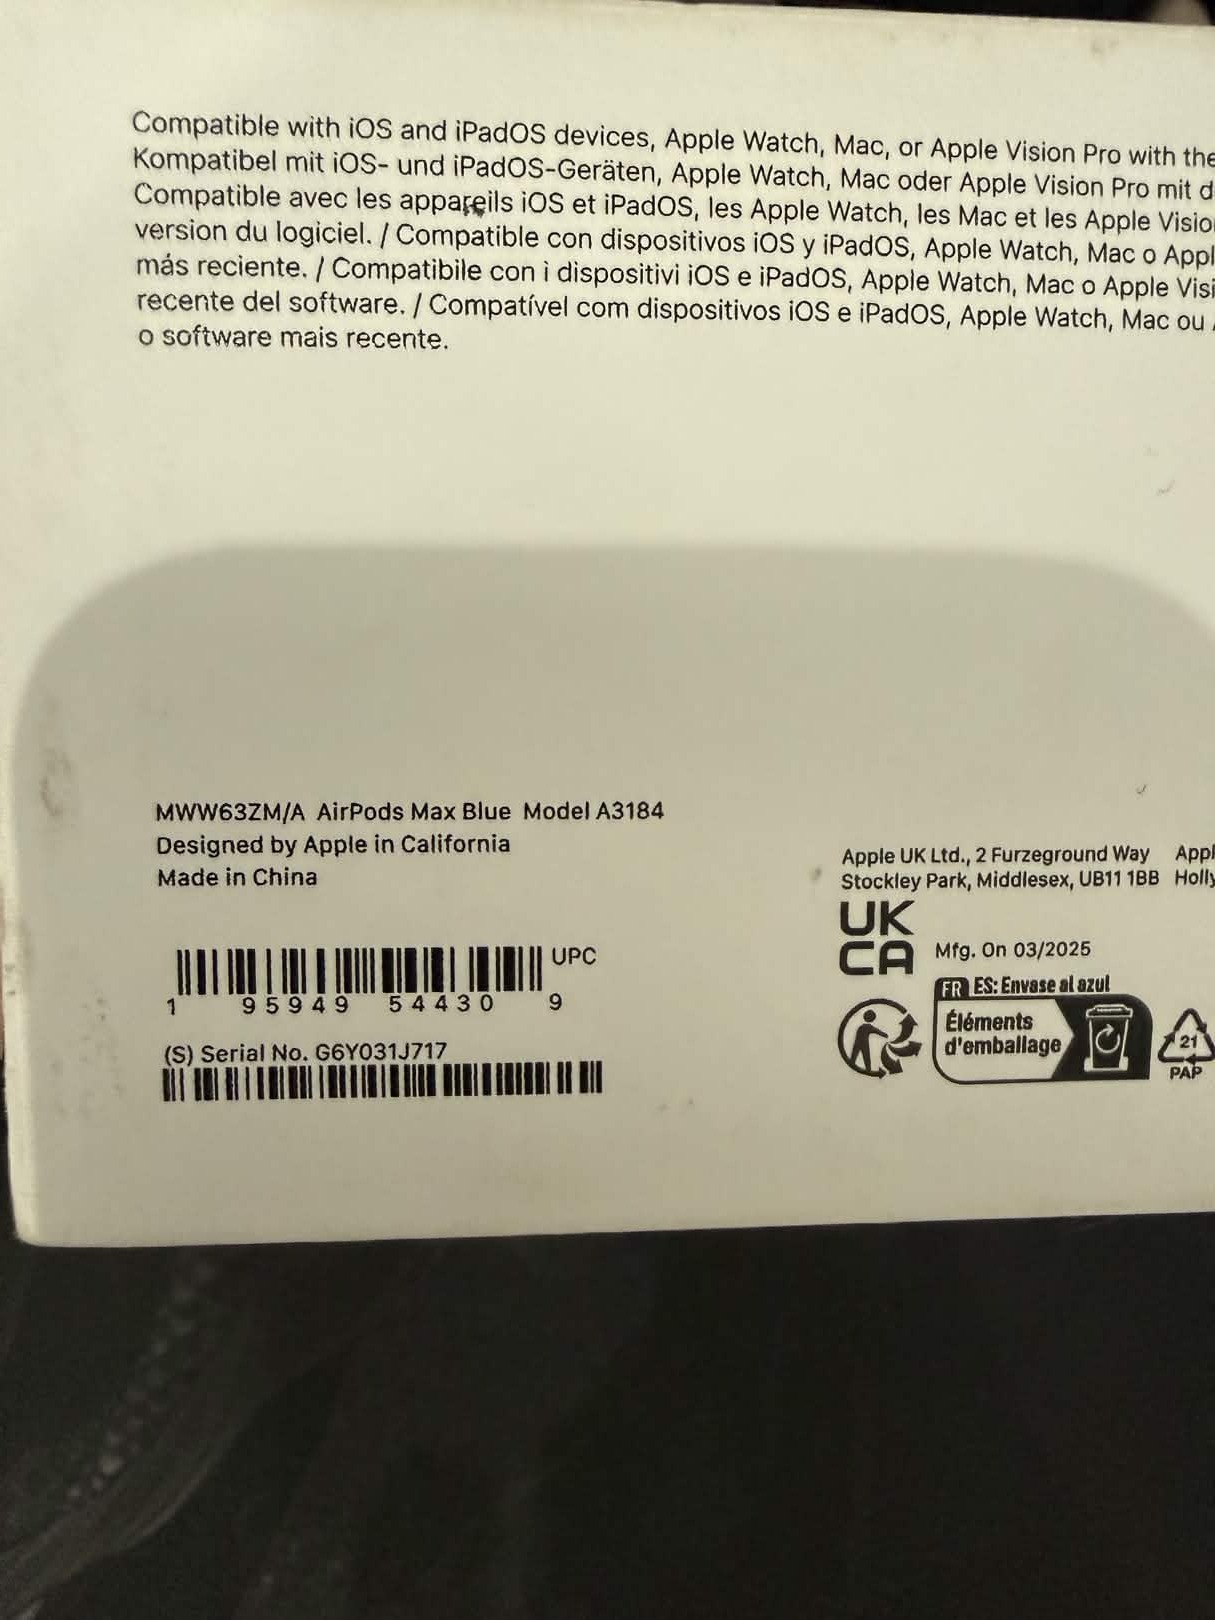 Compatible with iOS and iPadOS devices, Apple Watch, Mac, or Apple Vision Pro with the
Kompatibel mit iOS- und iPadOS-Geräten, Apple Watch, Mac oder Apple Vision Pro mit d
Compatible avec les appareils iOS et iPadOS, les Apple Watch, les Mac et les Apple Visio
version du logiciel. / Compatible con dispositivos iOS y iPadOS, Apple Watch, Mac o Appl
más reciente. / Compatibile con i dispositivi iOS e iPadOS, Apple Watch, Mac o Apple Visi
recente del software. / Compatível com dispositivos iOS e iPadOS, Apple Watch, Mac ou
o software mais recente.
MWW63ZM/A AirPods Max Blue Model A3184
Designed by Apple in California
Made in China
UPC
1 95949 54430 9
(S) Serial No. G6Y031J717
Apple UK Ltd., 2 Furzeground Way Appl
Stockley Park, Middlesex, UB11 1BB Holly
UK
CA
Mfg. On 03/2025
FR ES: Envase al azul
Éléments
d'emballage
21
PAP